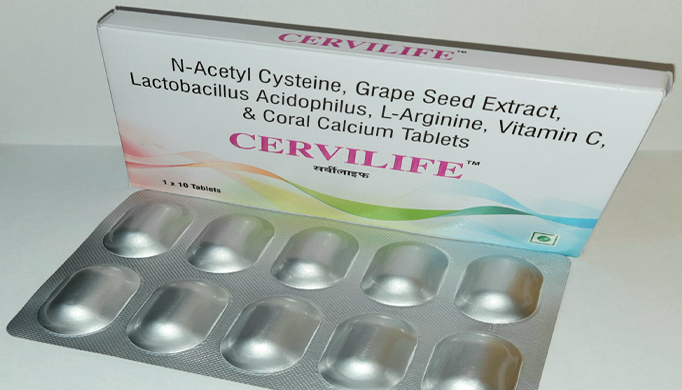 CERVILIFE™
N-Acetyl Cysteine, Grape Seed Extract,
Lactobacillus Acidophilus, L-Arginine, Vitamin C,
& Coral Calcium Tablets
CERVILIFE™
सर्वीलाइफ
1 x 10 Tablets